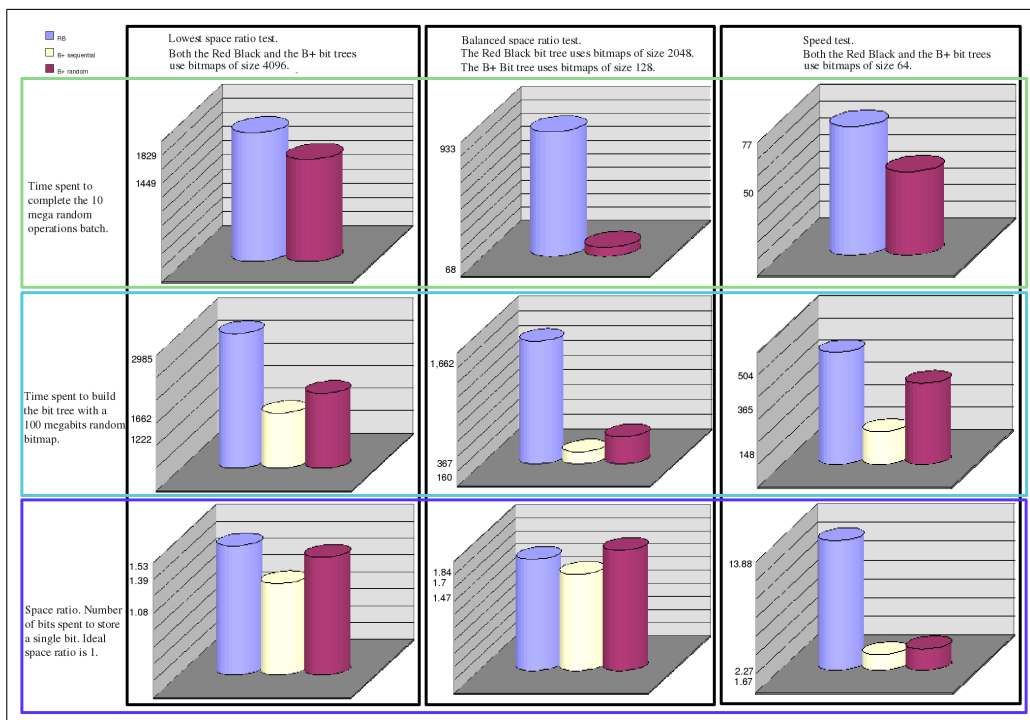 RB
B+ sequential
B+ random
Lowest space ratio test.
Both the Red Black and the B+ bit trees
use bitmaps of size 4096.
Balanced space ratio test.
The Red Black bit tree uses bitmaps of size 2048.
The B+ Bit tree uses bitmaps of size 128.
Speed test.
Both the Red Black and the B+ bit trees
use bitmaps of size 64.
Time spent to
complete the 10
mega random
operations batch.
1829
1449
933
68
77
50
Time spent to build
the bit tree with a
100 megabits random
bitmap.
2985
1662
1222
1,662
367
160
504
365
148
Space ratio. Number
of bits spent to store
a single bit. Ideal
space ratio is 1.
1.53
1.39
1.08
1.84
1.7
1.47
13.88
2.27
1.67